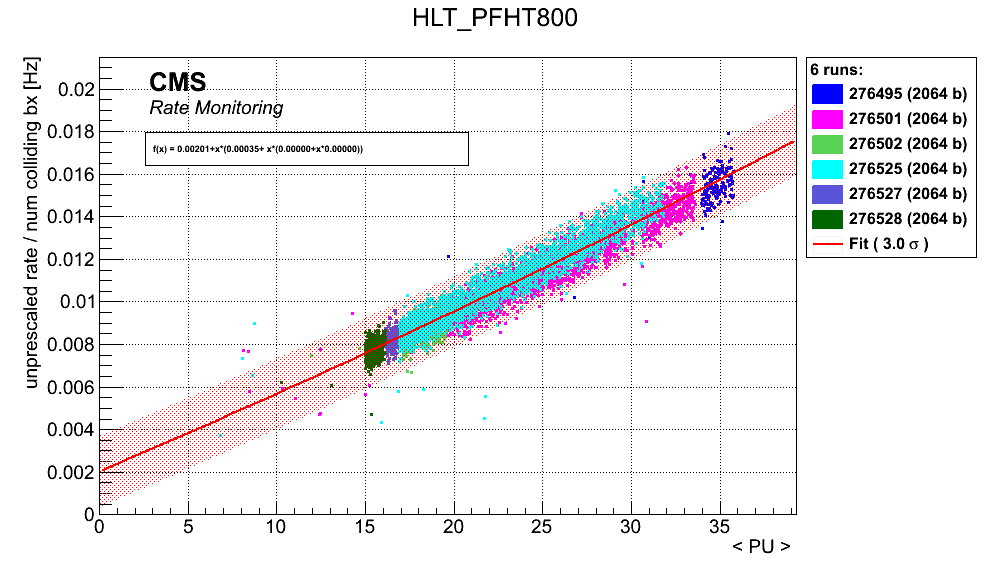 HLT_PFHT800
unprescaled rate / num colliding bx [Hz]
0.02
0.018
0.016
0.014
0.012
0.01
0.008
0.006
0.004
0.002
0
CMS
Rate Monitoring
f(x) = 0.00201+x*(0.00035+ x*(0.00000+x*0.00000))
0 5 10 15 20 25 30 35
< PU >
6 runs:
276495 (2064 b)
276501 (2064 b)
276502 (2064 b)
276525 (2064 b)
276527 (2064 b)
276528 (2064 b)
Fit ( 3.0 σ )